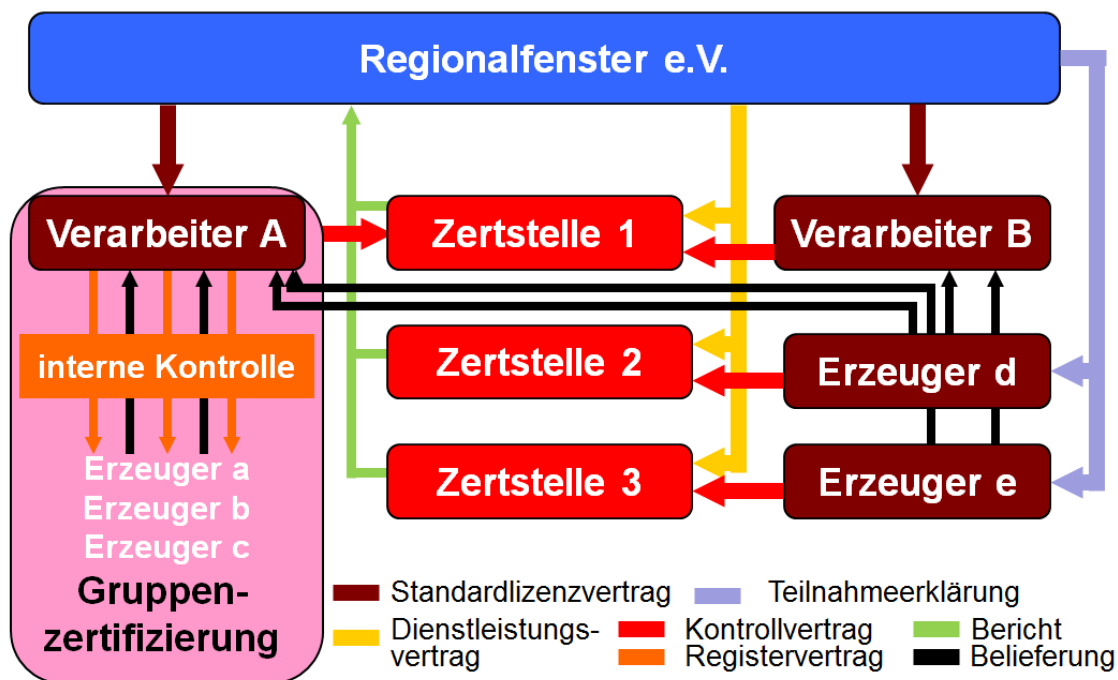 Regionalfenster e.V.
Verarbeiter A
Zertstelle 1
Verarbeiter B
interne Kontrolle
Zertstelle 2
Erzeuger d
Erzeuger a
Erzeuger b
Erzeuger c
Zertstelle 3
Erzeuger e
Gruppen-
zertifizierung
Standardlizenzvertrag
Teilnahmeerklärung
Dienstleistungs-
vertrag
Kontrollvertrag
Registervertrag
Bericht
Belieferung